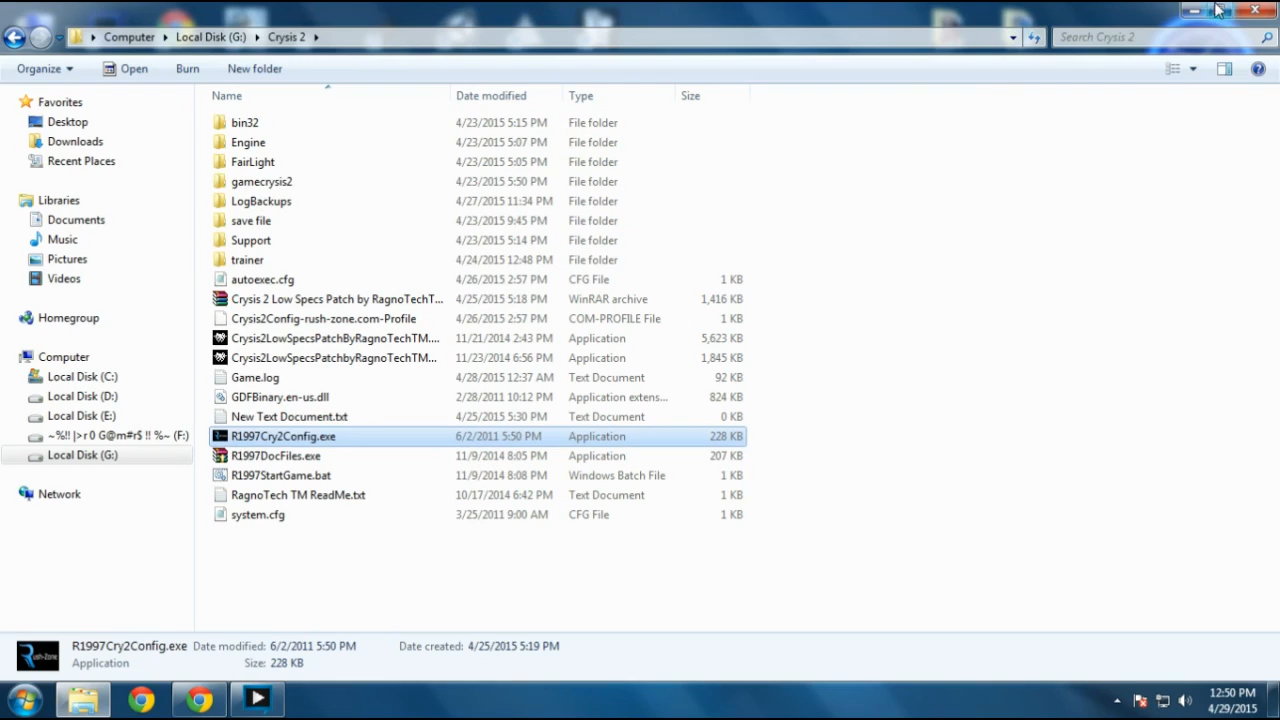 Computer Local Disk (G:) Crysis 2 Search Crysis 2
Organize Open Burn New folder
Name Date modified Type Size
Favorites
Desktop
Downloads
Recent Places
Libraries
Documents
Music
Pictures
Videos
Homegroup
Computer
Local Disk (C:)
Local Disk (D:)
Local Disk (E:)
~%!! |>r 0 G@m#r$ !! %~ (F:)
Local Disk (G:)
Network
bin32 4/23/2015 5:15 PM File folder
Engine 4/23/2015 5:07 PM File folder
FairLight 4/23/2015 5:05 PM File folder
gamecrysis2 4/23/2015 5:50 PM File folder
LogBackups 4/27/2015 11:34 PM File folder
save file 4/23/2015 9:45 PM File folder
Support 4/23/2015 5:14 PM File folder
trainer 4/24/2015 12:48 PM File folder
autoexec.cfg 4/26/2015 2:57 PM CFG File 1 KB
Crysis 2 Low Specs Patch by RagnoTechT... 4/25/2015 5:18 PM WinRAR archive 1,416 KB
Crysis2Config-rush-zone.com-Profile 4/26/2015 2:57 PM COM-PROFILE File 1 KB
Crysis2LowSpecsPatchByRagnoTechTM.... 11/21/2014 2:43 PM Application 5,623 KB
Crysis2LowSpecsPatchbyRagnoTechTM... 11/23/2014 6:56 PM Application 1,845 KB
Game.log 4/28/2015 12:37 AM Text Document 92 KB
GDFBinary.en-us.dll 2/28/2011 10:12 PM Application extens... 824 KB
New Text Document.txt 4/25/2015 5:30 PM Text Document 0 KB
R1997Cry2Config.exe 6/2/2011 5:50 PM Application 228 KB
R1997DocFiles.exe 11/9/2014 8:05 PM Application 207 KB
R1997StartGame.bat 11/9/2014 8:08 PM Windows Batch File 1 KB
RagnoTech TM ReadMe.txt 10/17/2014 6:42 PM Text Document 1 KB
system.cfg 3/25/2011 9:00 AM CFG File 1 KB
R1997Cry2Config.exe Date modified: 6/2/2011 5:50 PM Date created: 4/25/2015 5:19 PM
Application Size: 228 KB
12:50 PM
4/29/2015